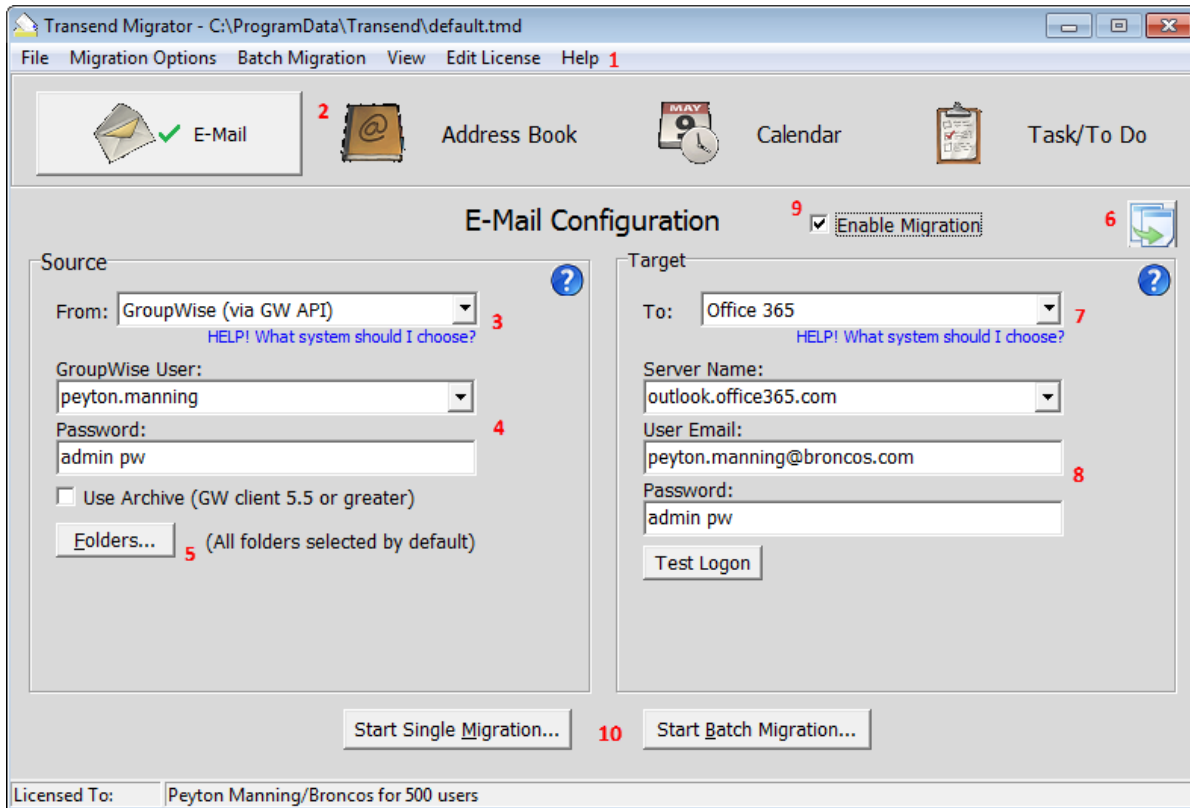 Transend Migrator - C:\ProgramData\Transend\default.tmd
File Migration Options Batch Migration View Edit License Help 1
E-Mail 2 Address Book MAY 9 Calendar Task/To Do
E-Mail Configuration 9 Enable Migration 6
Source
From: GroupWise (via GW API) 3
HELP! What system should I choose?
GroupWise User:
peyton.manning
Password: 4
admin pw
Use Archive (GW client 5.5 or greater)
Folders... 5 (All folders selected by default)
Target
To: Office 365 7
HELP! What system should I choose?
Server Name:
outlook.office365.com
User Email:
peyton.manning@broncos.com 8
Password:
admin pw
Test Logon
Start Single Migration... 10 Start Batch Migration...
Licensed To: Peyton Manning/Broncos for 500 users